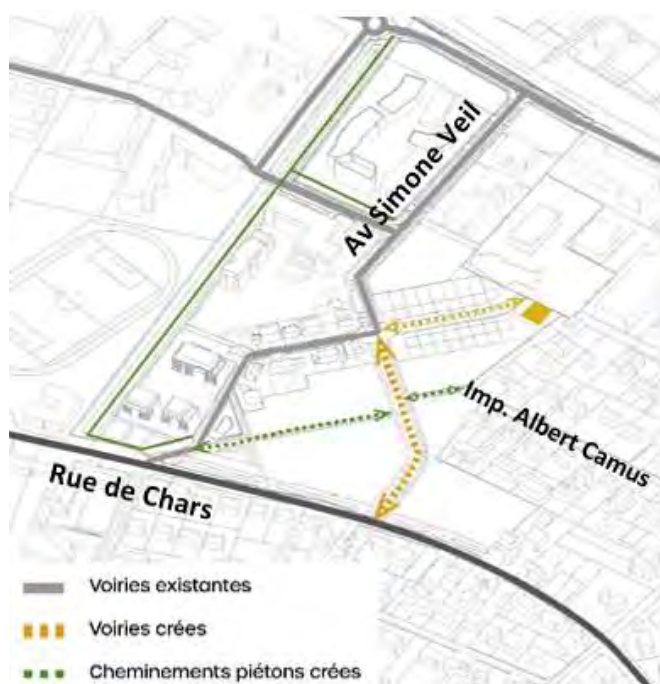 Av Simone Veil
Imp. Albert Camus
Rue de Chars
Voiries existantes
Voiries crées
Cheminements piétons crées